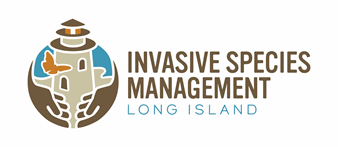 INVASIVE SPECIES
MANAGEMENT
LONG ISLAND